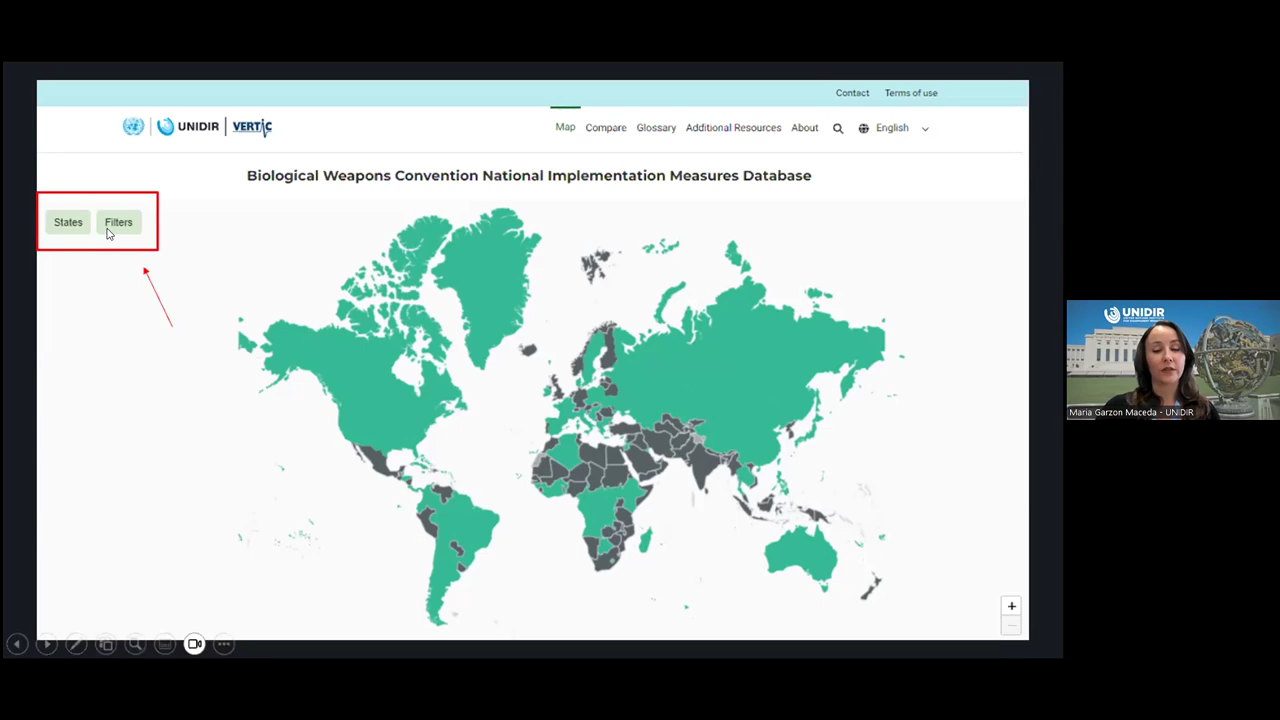 Contact Terms of use
UNIDIR VERTIC Map Compare Glossary Additional Resources About English
Biological Weapons Convention National Implementation Measures Database
States Filters
UNIDIR
Maria Garzon Maceda - UNIDIR
+